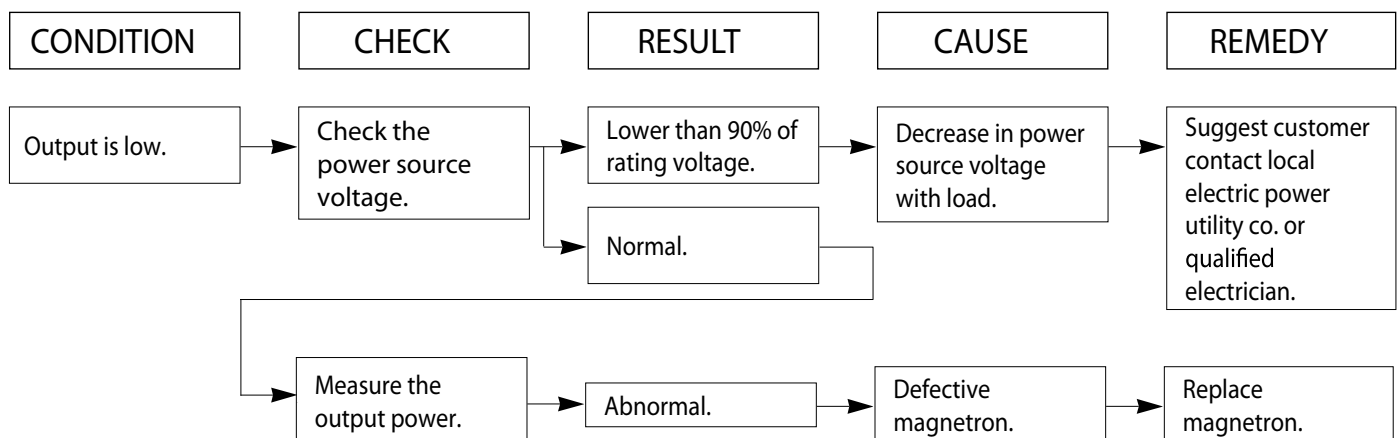 CONDITION
CHECK
RESULT
CAUSE
REMEDY
Output is low.
Check the
power source
voltage.
Lower than 90% of
rating voltage.
Decrease in power
source voltage
with load.
Suggest customer
contact local
electric power
utility co. or
qualified
electrician.
Normal.
Measure the
output power.
Abnormal.
Defective
magnetron.
Replace
magnetron.